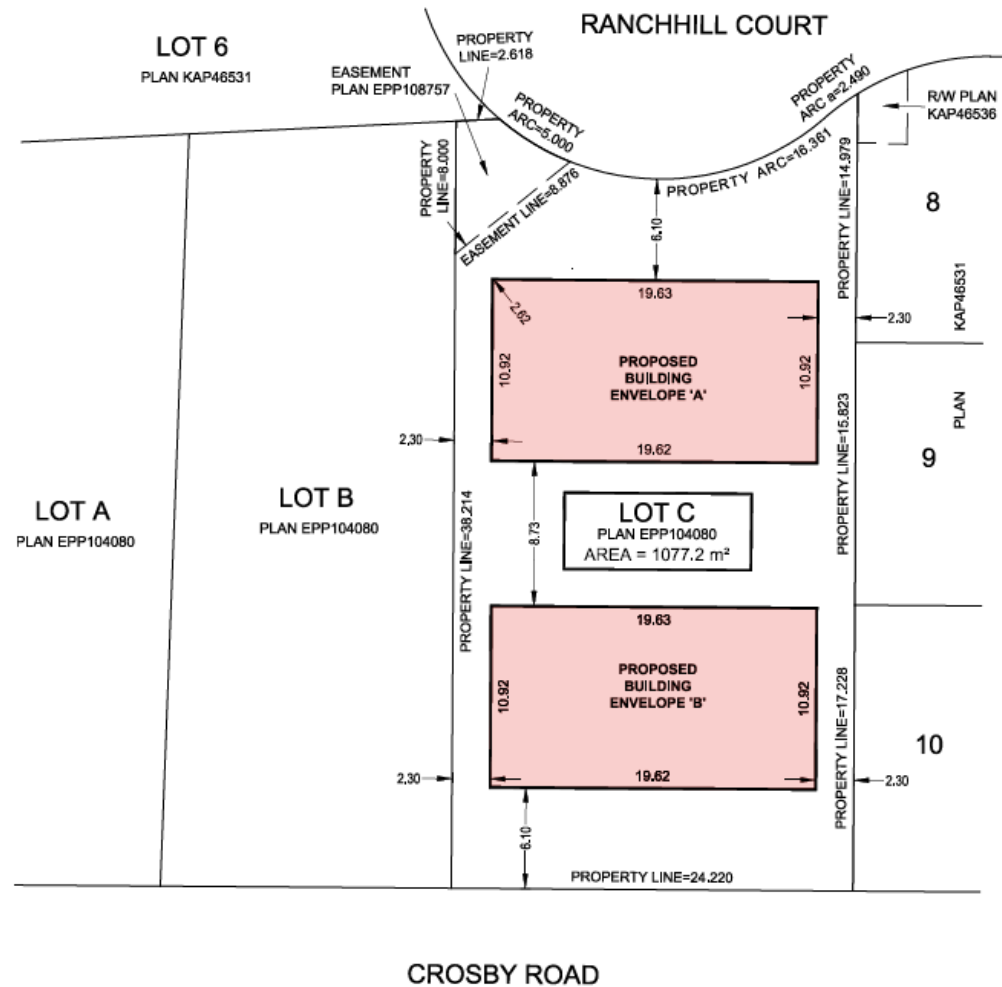 RANCHHILL COURT
LOT 6
PLAN KAP46531
PROPERTY
LINE=2.618
EASEMENT
PLAN EPP108757
PROPERTY
ARC=5.000
PROPERTY
ARC a=2.490
R/W PLAN
KAP46536
PROPERTY ARC=16.361
PROPERTY
LINE=8.000
EASEMENT LINE=8.876
PROPERTY LINE=14.979
8
6.10
KAP46531
19.63
2.62
2.30
10.92
PROPOSED
BUILDING
ENVELOPE 'A'
10.92
PLAN
2.30
19.62
PROPERTY LINE=15.823
9
LOT A
PLAN EPP104080
LOT B
PLAN EPP104080
PROPERTY LINE=38.214
8.73
LOT C
PLAN EPP104080
AREA = 1077.2 m²
19.63
10.92
PROPOSED
BUILDING
ENVELOPE 'B'
10.92
PROPERTY LINE=17.228
10
2.30
19.62
2.30
6.10
PROPERTY LINE=24.220
CROSBY ROAD